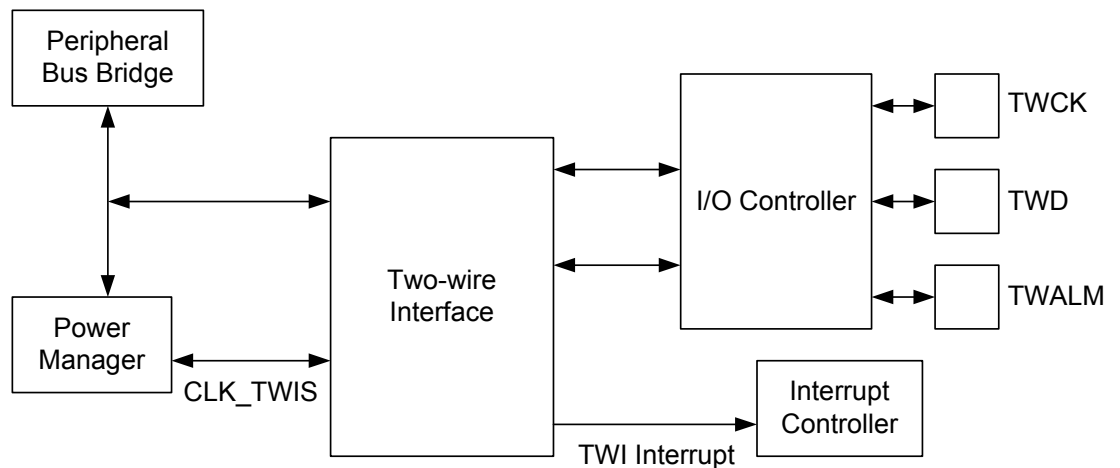 Peripheral
Bus Bridge
TWCK
I/O Controller
TWD
Two-wire
Interface
TWALM
Power
Manager
CLK_TWIS
Interrupt
Controller
TWI Interrupt